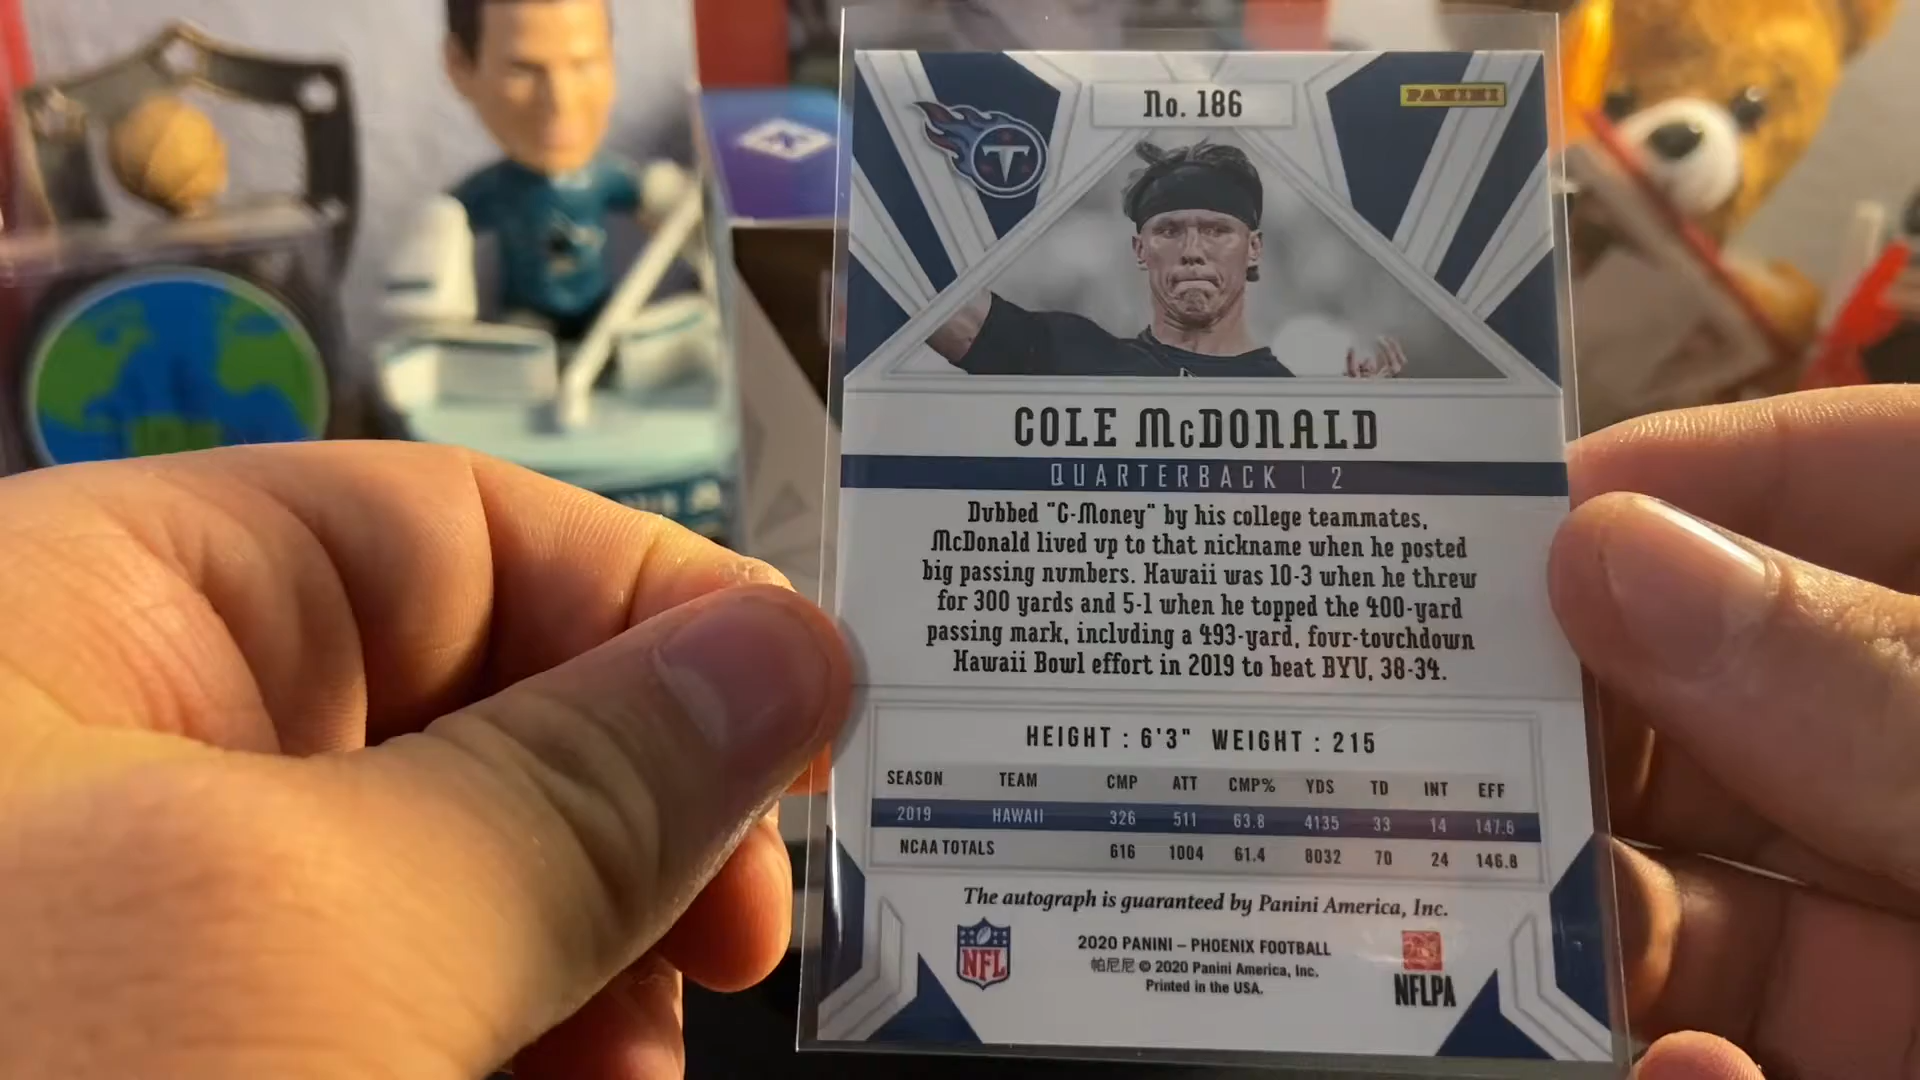 No. 186
PANINI
T
COLE McDONALD
QUARTERBACK | 2
Dubbed "C-Money" by his college teammates,
McDonald lived up to that nickname when he posted
big passing numbers. Hawaii was 10-3 when he threw
for 300 yards and 5-1 when he topped the 400-yard
passing mark, including a 493-yard, four-touchdown
Hawaii Bowl effort in 2019 to beat BYU, 38-34.
HEIGHT : 6'3" WEIGHT : 215
SEASON TEAM CMP ATT CMP% YDS TD INT EFF
2019 HAWAII 326 511 63.8 4135 33 14 147.6
NCAA TOTALS 616 1004 61.4 8032 70 24 146.8
The autograph is guaranteed by Panini America, Inc.
NFL
2020 PANINI – PHOENIX FOOTBALL
帕尼尼 © 2020 Panini America, Inc.
Printed in the USA.
NFLPA